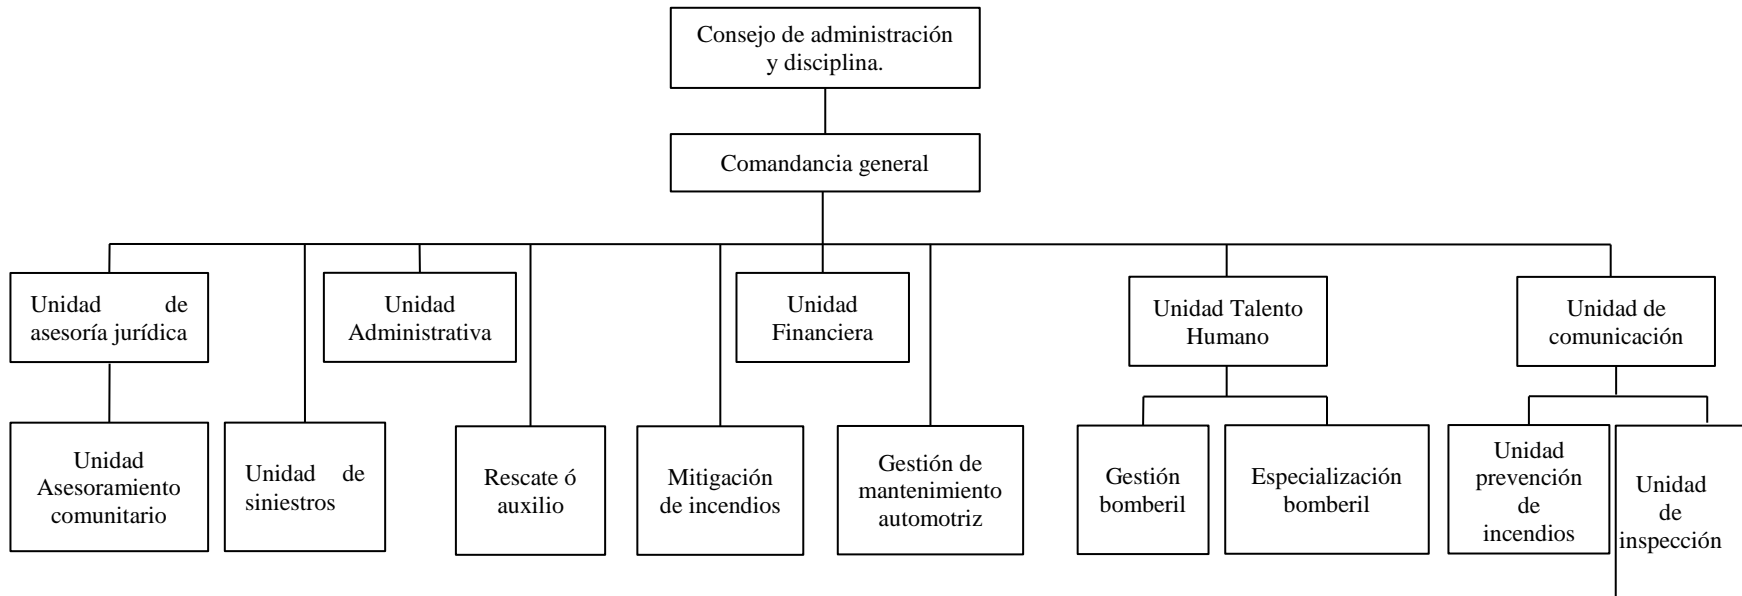 Consejo de administración
y disciplina.
Comandancia general
Unidad de
asesoría jurídica
Unidad
Administrativa
Unidad
Financiera
Unidad Talento
Humano
Unidad de
comunicación
Unidad
Asesoramiento
comunitario
Unidad de
siniestros
Rescate ó
auxilio
Mitigación
de incendios
Gestión de
mantenimiento
automotriz
Gestión
bomberil
Especialización
bomberil
Unidad
prevención
de
incendios
Unidad
de
inspección